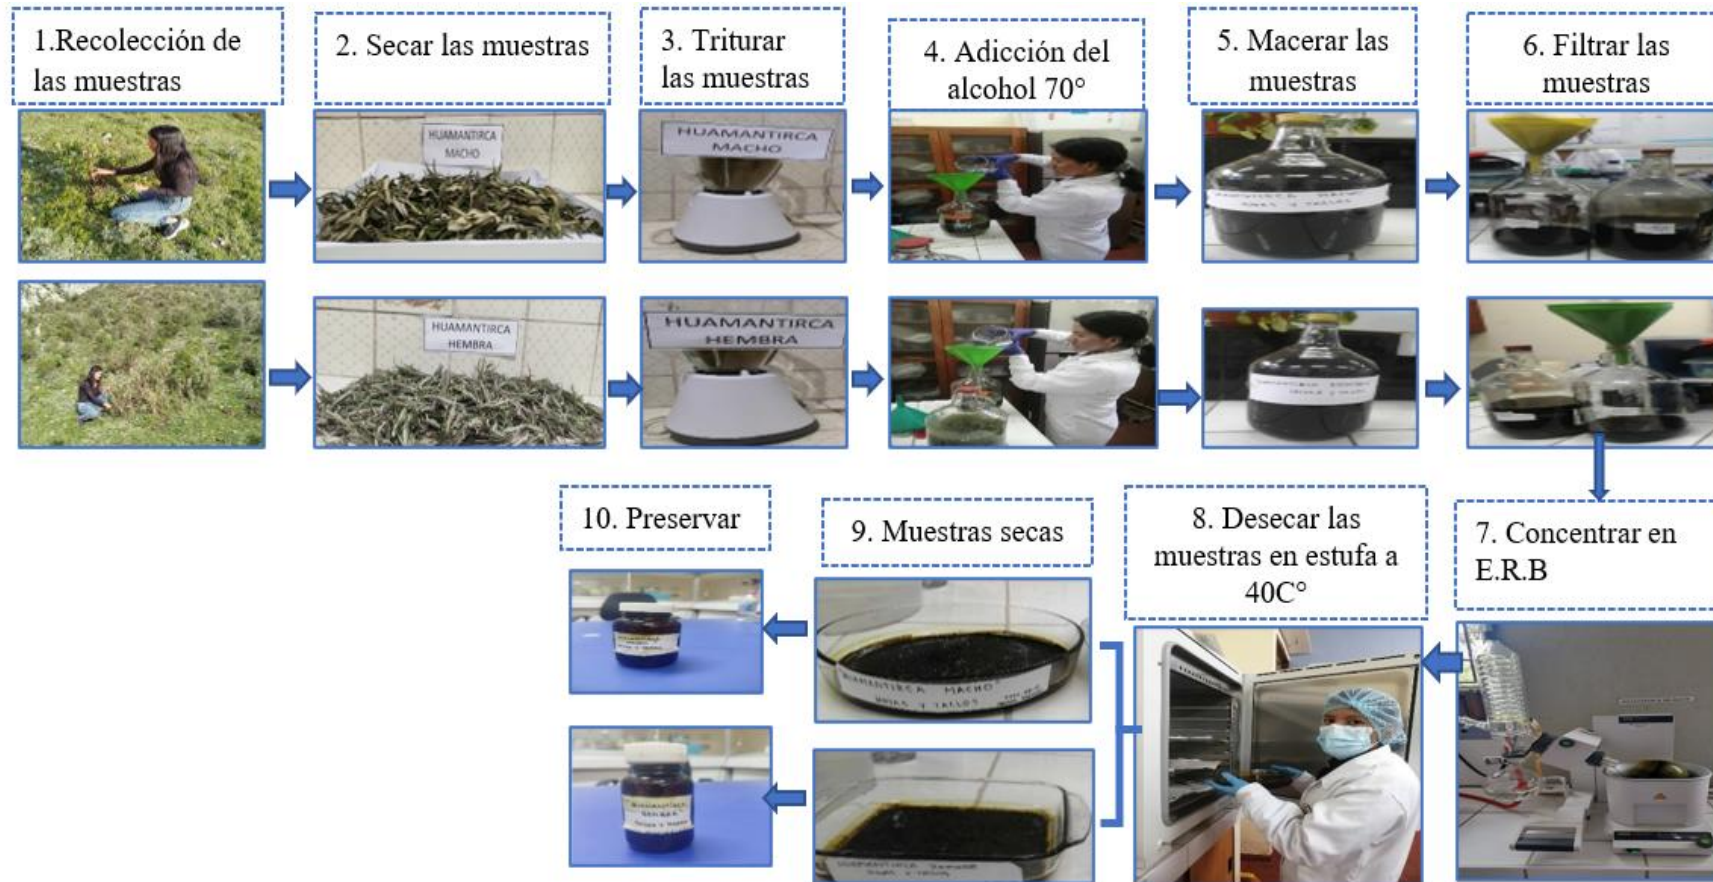 1.Recolección de
las muestras
2. Secar las muestras
3. Triturar
las muestras
4. Adicción del
alcohol 70°
5. Macerar las
muestras
6. Filtrar las
muestras
HUAMANTIRCA
MACHO
HUAMANTIRCA
MACHO
HUAMANTIRCA
HEMBRA
HUAMANTIRCA
HEMBRA
10. Preservar
9. Muestras secas
8. Desecar las
muestras en estufa a
40C°
7. Concentrar en
E.R.B
HUAMANTIRCA MACHO
HOJAS Y TALLOS